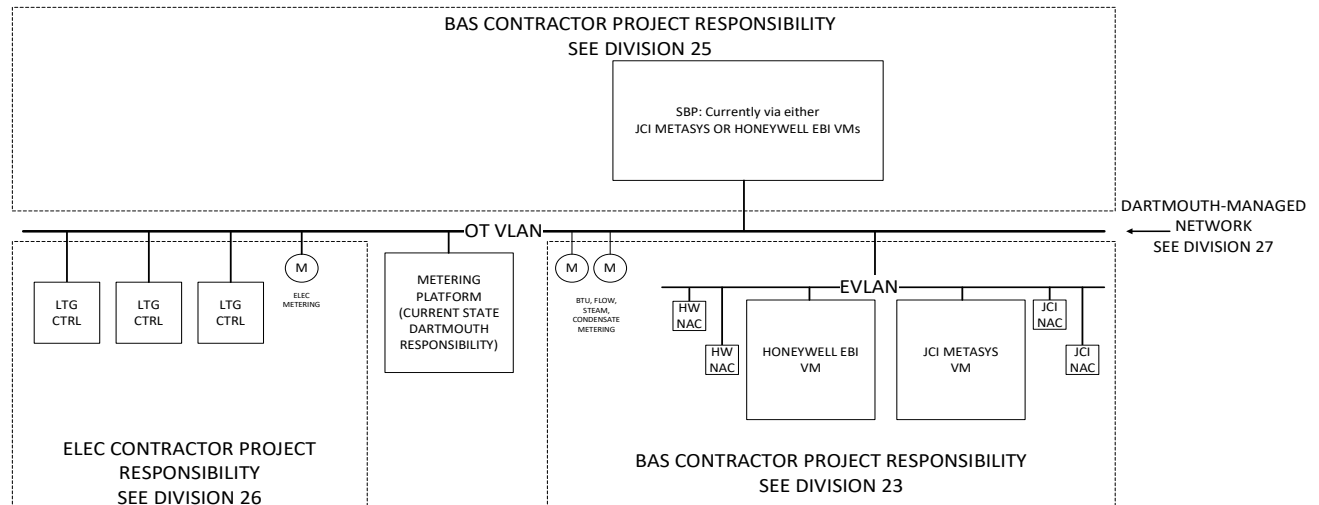 BAS CONTRACTOR PROJECT RESPONSIBILITY
SEE DIVISION 25
SBP: Currently via either
JCI METASYS OR HONEYWELL EBI VMs
DARTMOUTH-MANAGED
NETWORK
SEE DIVISION 27
OT VLAN
LTG
CTRL
LTG
CTRL
LTG
CTRL
M
ELEC
METERING
METERING
PLATFORM
(CURRENT STATE
DARTMOUTH
RESPONSIBILITY)
M
M
BTU, FLOW,
STEAM,
CONDENSATE
METERING
EVLAN
HW
NAC
HW
NAC
HONEYWELL EBI
VM
JCI METASYS
VM
JCI
NAC
JCI
NAC
ELEC CONTRACTOR PROJECT
RESPONSIBILITY
SEE DIVISION 26
BAS CONTRACTOR PROJECT RESPONSIBILITY
SEE DIVISION 23